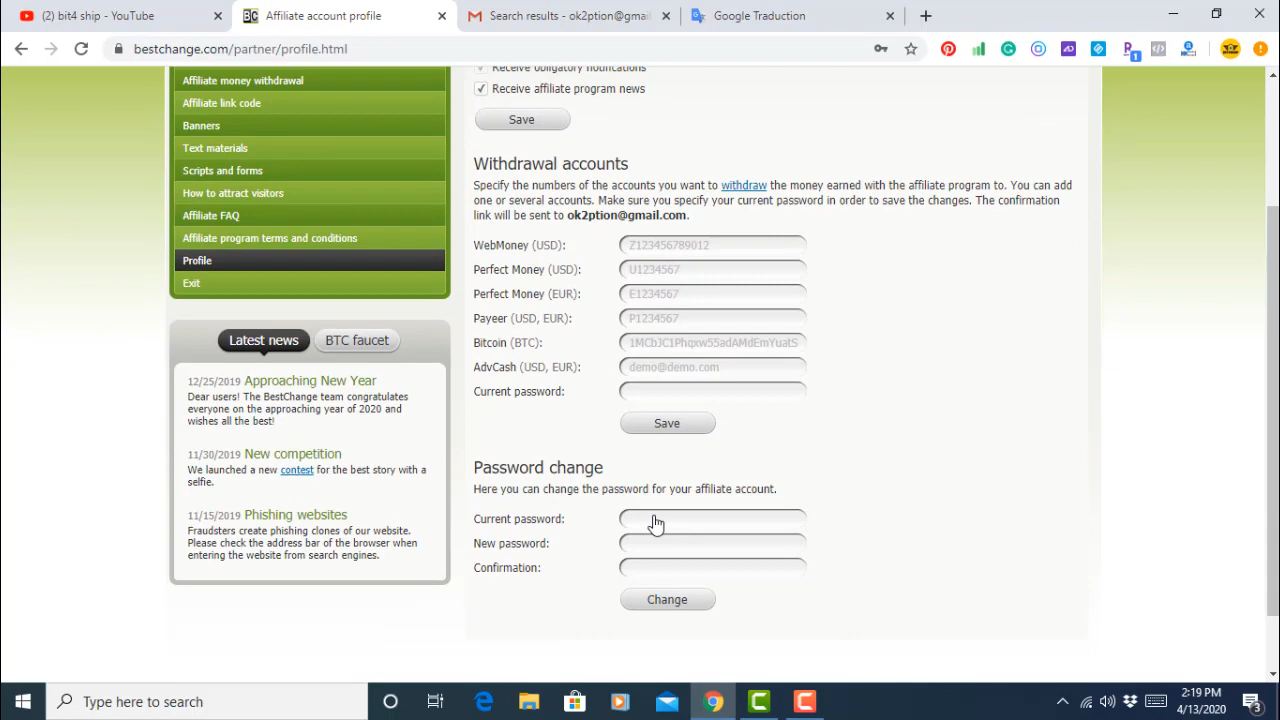 (2) bit4 ship - YouTube
Affiliate account profile
Search results - ok2ption@gmail
Google Traduction
bestchange.com/partner/profile.html
Affiliate money withdrawal
Affiliate link code
Banners
Text materials
Scripts and forms
How to attract visitors
Affiliate FAQ
Affiliate program terms and conditions
Profile
Exit
Latest news
BTC faucet
12/25/2019 Approaching New Year
Dear users! The BestChange team congratulates
everyone on the approaching year of 2020 and
wishes all the best!
11/30/2019 New competition
We launched a new contest for the best story with a
selfie.
11/15/2019 Phishing websites
Fraudsters create phishing clones of our website.
Please check the address bar of the browser when
entering the website from search engines.
Receive obligatory notifications
Receive affiliate program news
Save
Withdrawal accounts
Specify the numbers of the accounts you want to withdraw the money earned with the affiliate program to. You can add
one or several accounts. Make sure you specify your current password in order to save the changes. The confirmation
link will be sent to ok2ption@gmail.com.
WebMoney (USD): Z123456789012
Perfect Money (USD): U1234567
Perfect Money (EUR): E1234567
Payeer (USD, EUR): P1234567
Bitcoin (BTC): 1MCbJC1Phqxw55adAMdEmYuatS
AdvCash (USD, EUR): demo@demo.com
Current password:
Save
Password change
Here you can change the password for your affiliate account.
Current password:
New password:
Confirmation:
Change
Type here to search
2:19 PM
4/13/2020
3